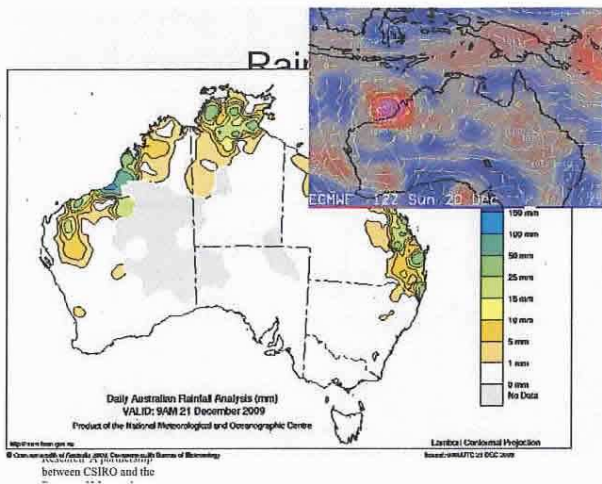 Rai
ECMWF 12Z Sun 20 Dec
150 mm
100 mm
50 mm
25 mm
15 mm
10 mm
5 mm
1 mm
0 mm
No Data
Daily Australian Rainfall Analysis (mm)
VALID: 9AM 21 December 2009
Product of the National Meteorological and Oceanographic Centre
Lambert Conformal Projection
between CSIRO and the